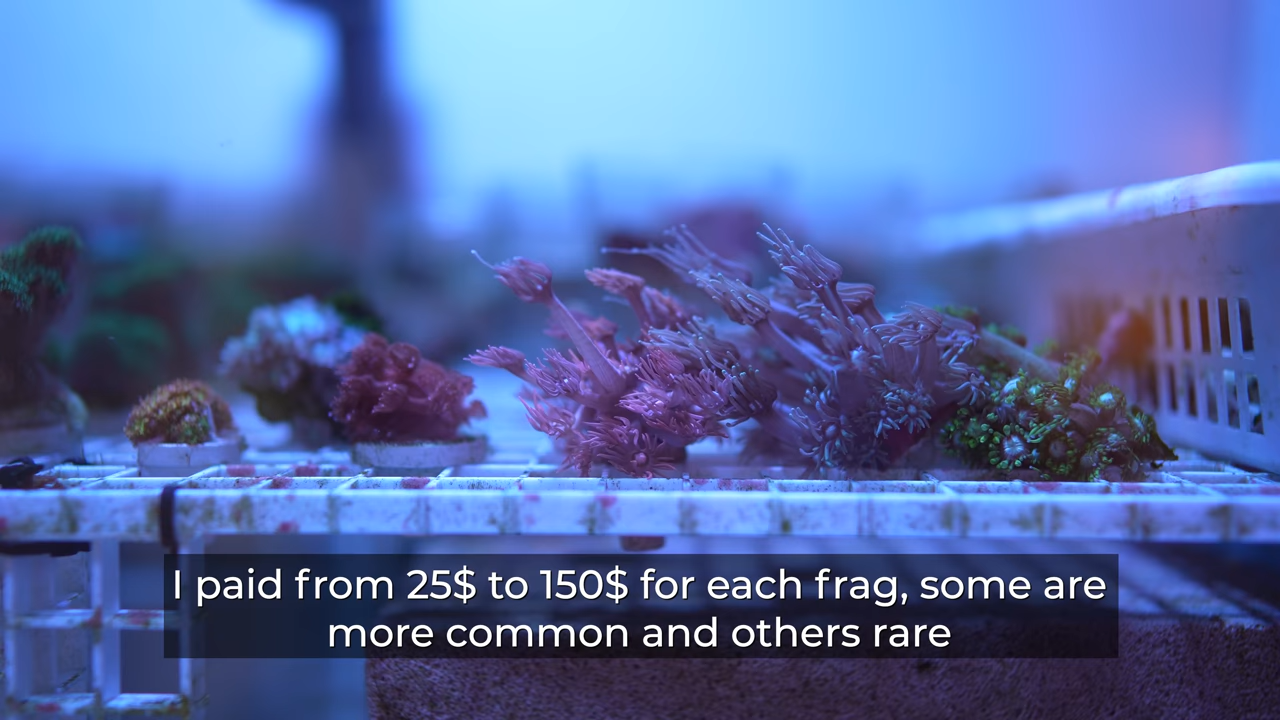 I paid from 25$ to 150$ for each frag, some are
more common and others rare